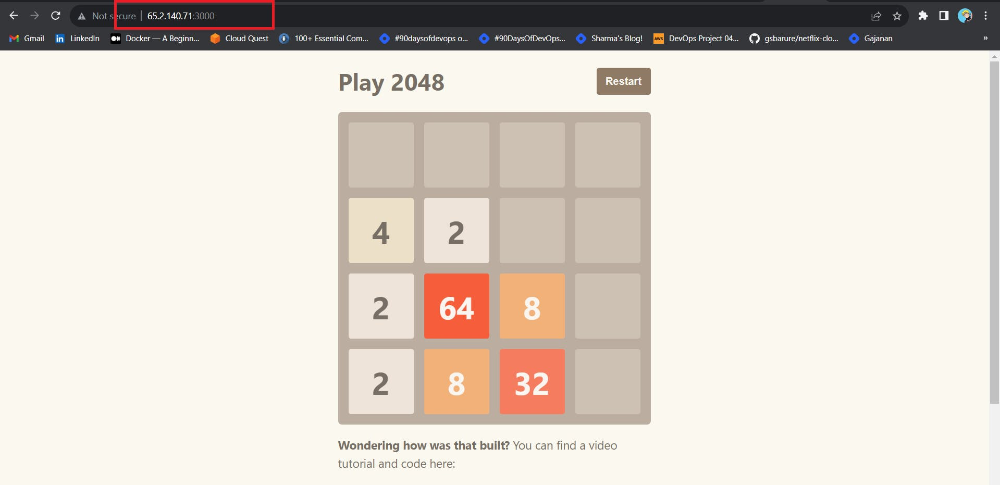 Not secure | 65.2.140.71:3000
Gmail LinkedIn Docker — A Beginn... Cloud Quest 100+ Essential Com... #90daysofdevops o... #90DaysOfDevOps... Sharma's Blog! aws DevOps Project 04... gsbarure/netflix-clo... Gajanan »
Play 2048 Restart
4 2
2 64 8
2 8 32
Wondering how was that built? You can find a video
tutorial and code here: